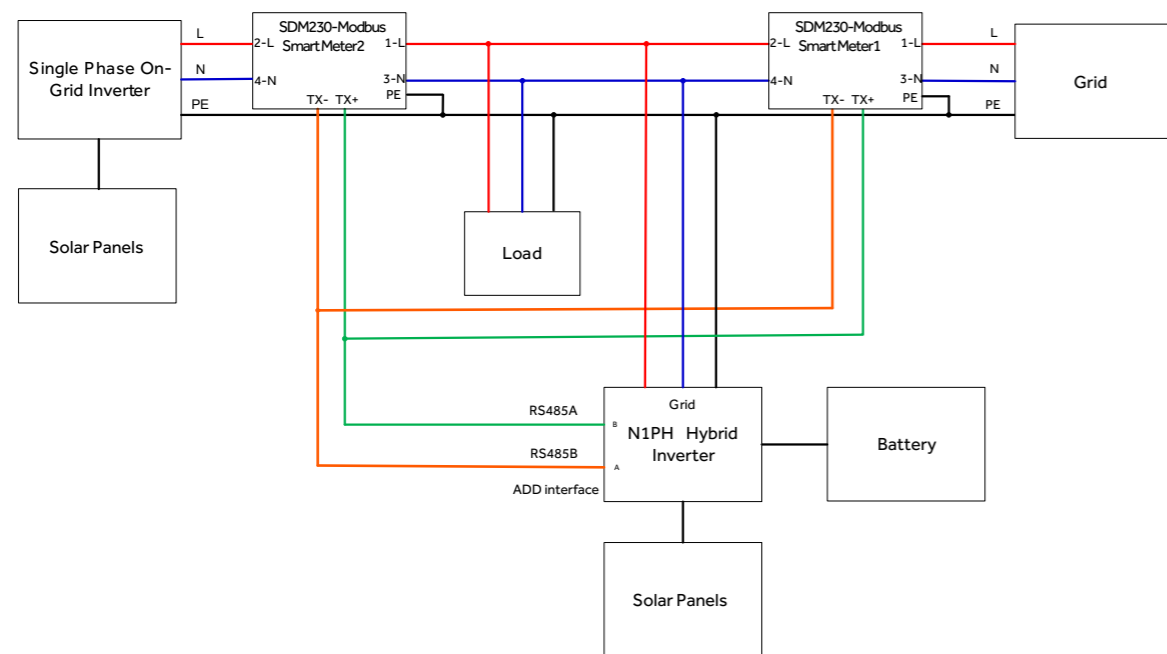 L
N
PE
Single Phase On-
Grid Inverter
SDM230-Modbus
Smart Meter2
2-L
1-L
4-N
3-N
PE
TX- TX+
SDM230-Modbus
Smart Meter1
2-L
1-L
4-N
3-N
PE
TX- TX+
L
N
PE
Grid
Solar Panels
Load
Grid
N1PH Hybrid
Inverter
RS485A
B
RS485B
A
ADD interface
Battery
Solar Panels